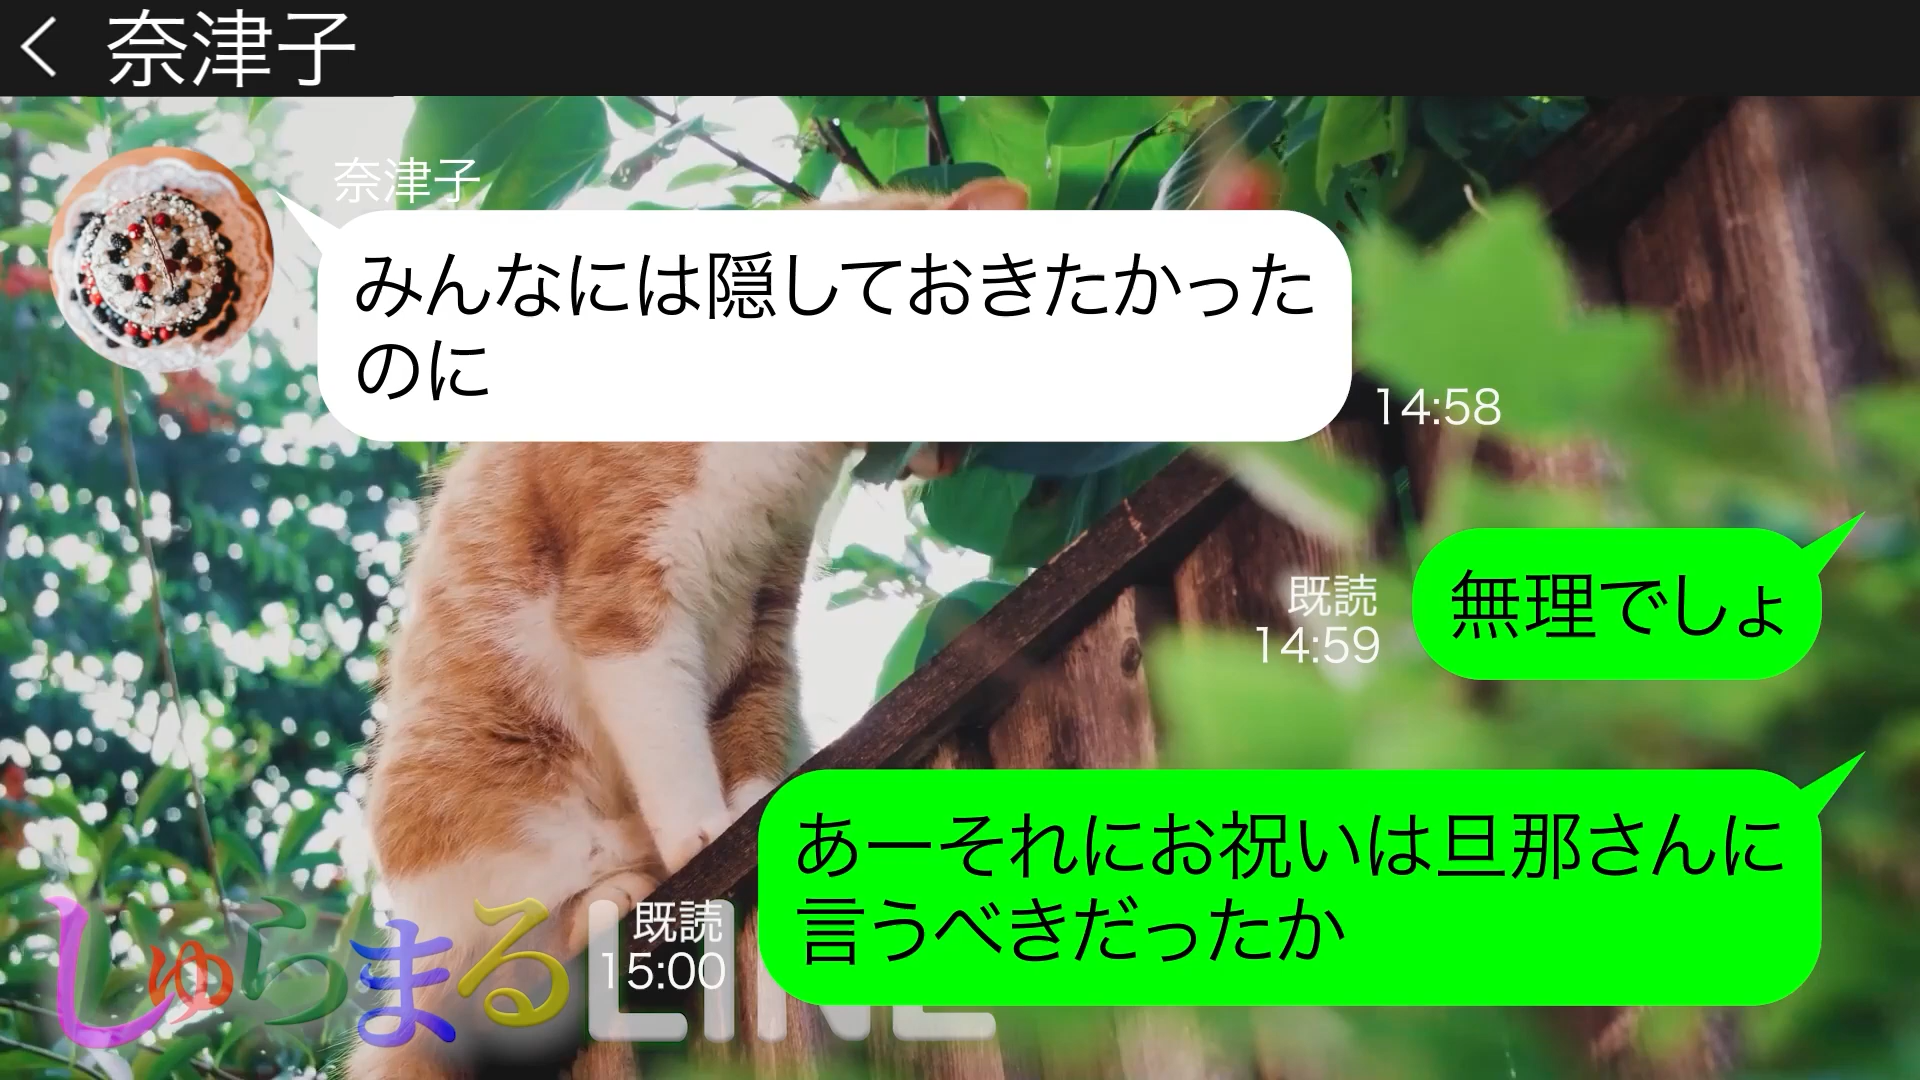 奈津子
奈津子
みんなには隠しておきたかった
のに
14:58
無理でしょ
既読
14:59
あーそれにお祝いは旦那さんに
言うべきだったか
既読
15:00
しゅらまるLINE